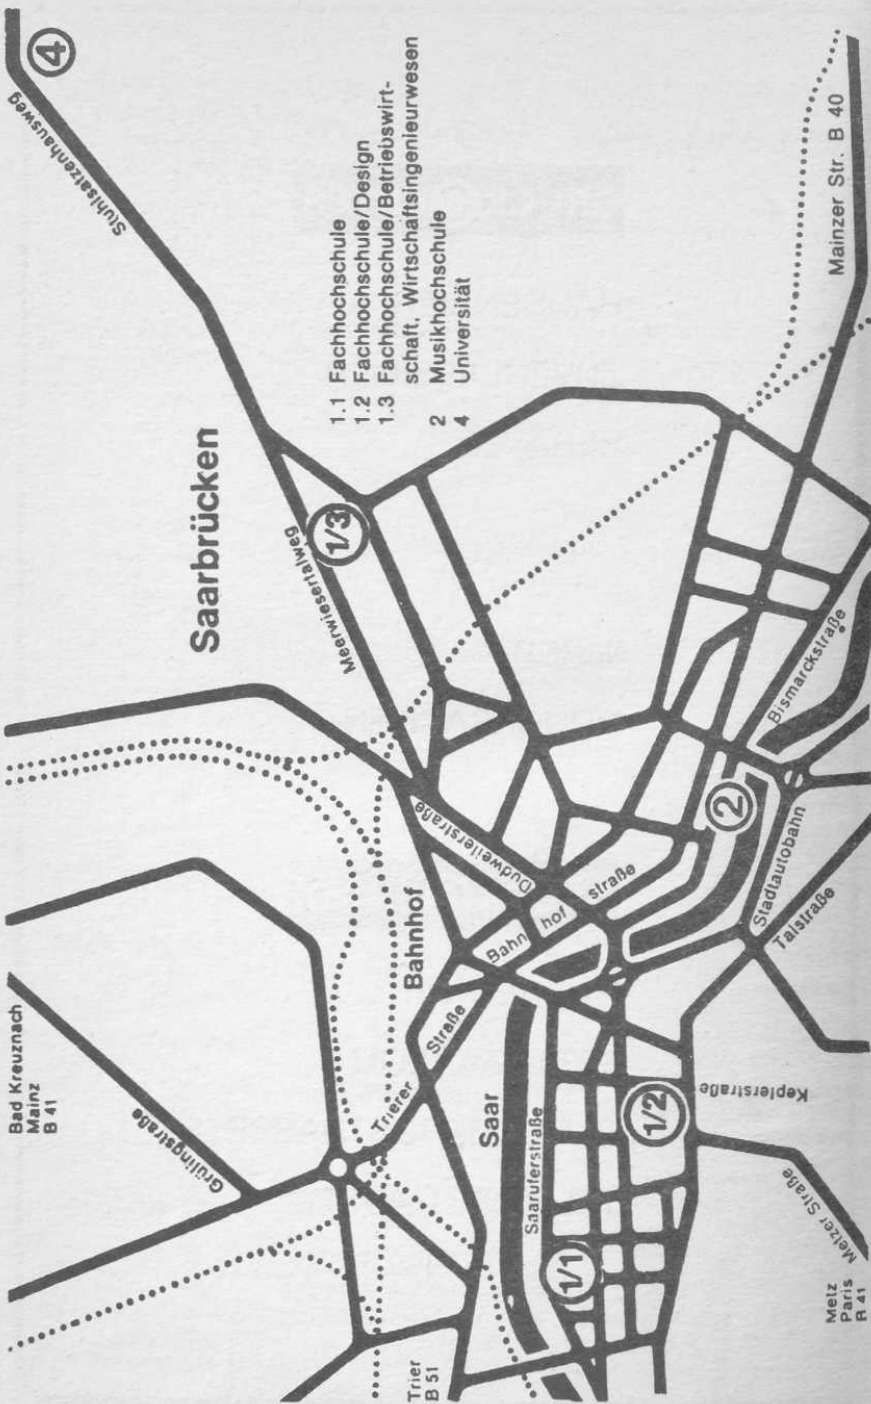 Saarbrücken
1.1 Fachhochschule
1.2 Fachhochschule/Design
1.3 Fachhochschule/Betriebswirt-
schaft, Wirtschaftsingenieurwesen
2 Musikhochschule
4 Universität
4
Stuhlsatzenhausweg
Meerwiesertalweg
1/3
Bad Kreuznach
Mainz
B 41
Grülingstraße
Bahnhof
Dudweilerstraße
Trierer
Straße
Bahn
hof
straße
Trier
B 51
Saar
Saaruferstraße
1/1
1/2
2
Keplerstraße
Stadtautobahn
Talstraße
Bismarckstraße
Mainzer Str. B 40
Metzer Straße
Metz
Paris
B 41